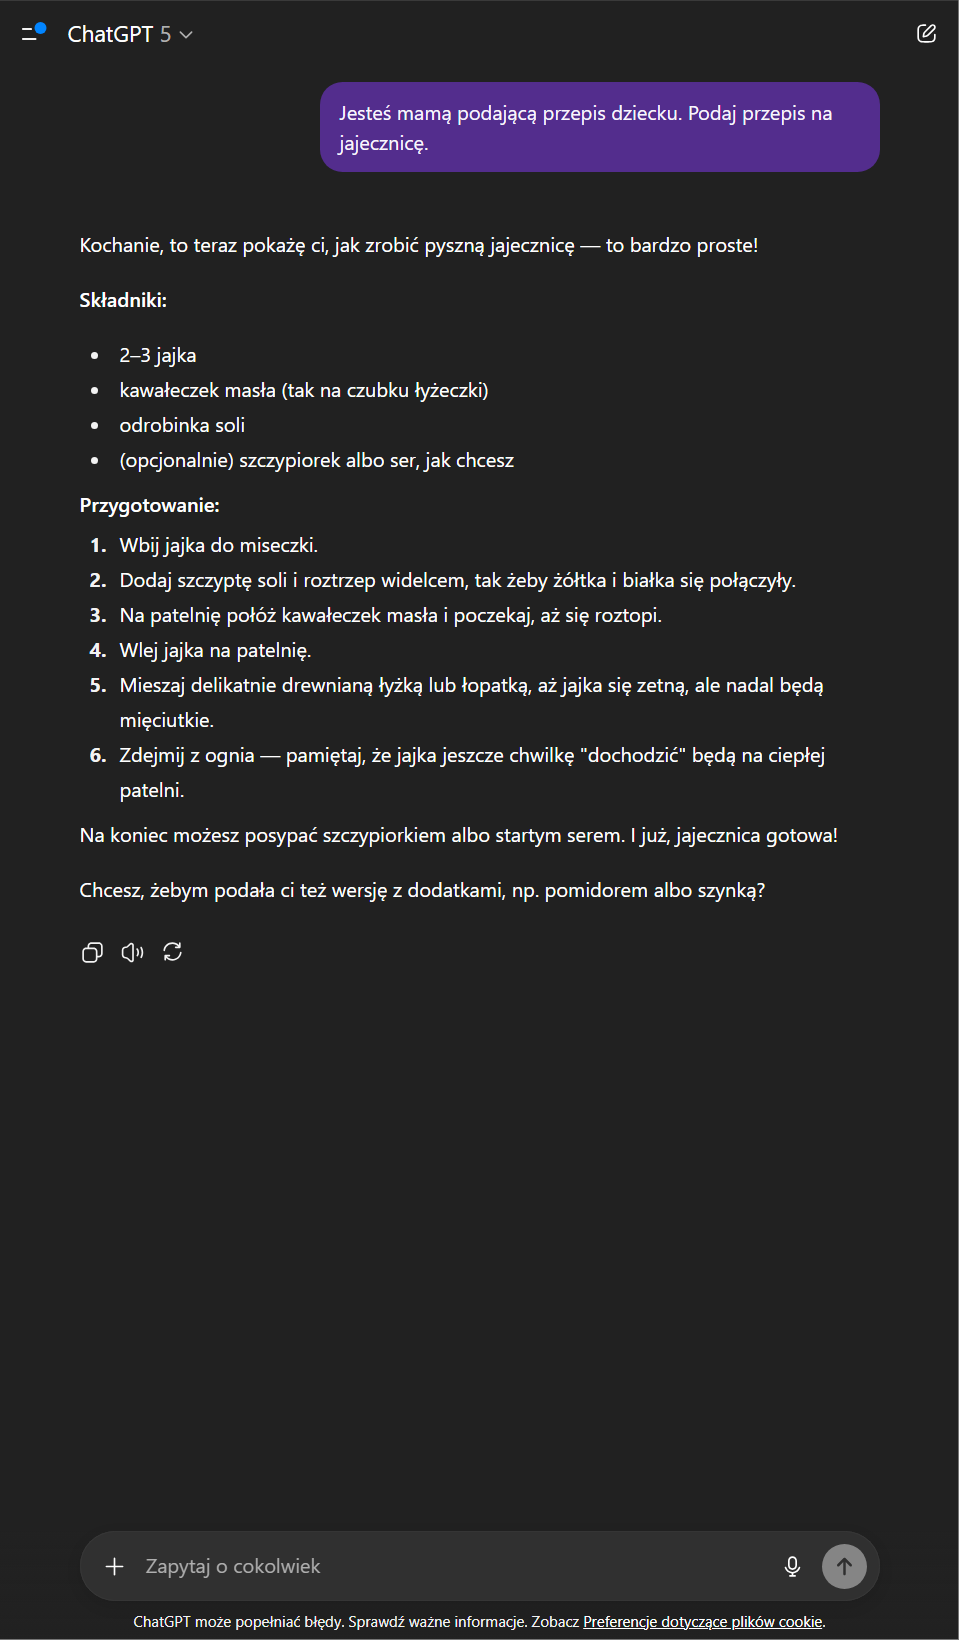 ChatGPT 5
Jesteś mamą podającą przepis dziecku. Podaj przepis na
jajecznicę.
Kochanie, to teraz pokażę ci, jak zrobić pyszną jajecznicę — to bardzo proste!
Składniki:
• 2–3 jajka
• kawałeczek masła (tak na czubku łyżeczki)
• odrobinka soli
• (opcjonalnie) szczypiorek albo ser, jak chcesz
Przygotowanie:
1. Wbij jajka do miseczki.
2. Dodaj szczyptę soli i roztrzep widelcem, tak żeby żółtka i białka się połączyły.
3. Na patelnię połóż kawałeczek masła i poczekaj, aż się roztopi.
4. Wlej jajka na patelnię.
5. Mieszaj delikatnie drewnianą łyżką lub łopatką, aż jajka się zetną, ale nadal będą
mięciutkie.
6. Zdejmij z ognia — pamiętaj, że jajka jeszcze chwilkę "dochodzić" będą na ciepłej
patelni.
Na koniec możesz posypać szczypiorkiem albo startym serem. I już, jajecznica gotowa!
Chcesz, żebym podała ci też wersję z dodatkami, np. pomidorem albo szynką?
Zapytaj o cokolwiek
ChatGPT może popełniać błędy. Sprawdź ważne informacje. Zobacz Preferencje dotyczące plików cookie.